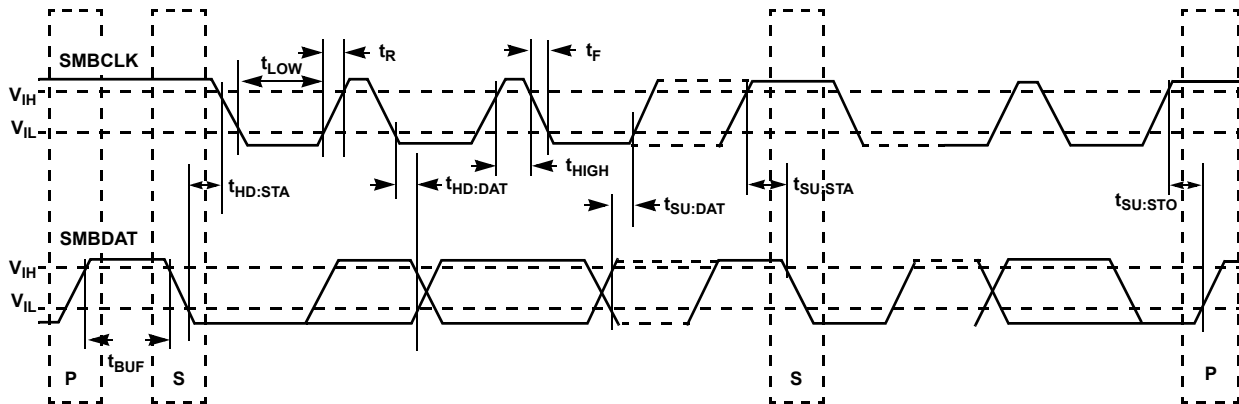 SMBCLK
tLOW
tR
tF
VIH
VIL
tHD:STA
tHD:DAT
tHIGH
tSU:DAT
tSU:STA
tSU:STO
SMBDAT
VIH
VIL
tBUF
P
S
S
P